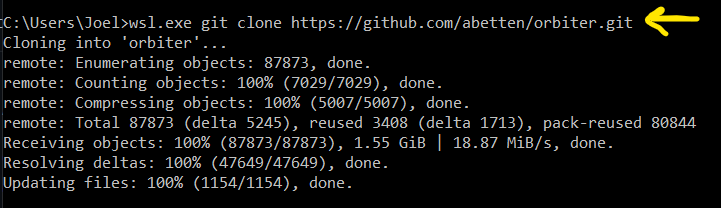 C:\Users\Joel>wsl.exe git clone https://github.com/abetten/orbiter.git
Cloning into 'orbiter'...
remote: Enumerating objects: 87873, done.
remote: Counting objects: 100% (7029/7029), done.
remote: Compressing objects: 100% (5007/5007), done.
remote: Total 87873 (delta 5245), reused 3408 (delta 1713), pack-reused 80844
Receiving objects: 100% (87873/87873), 1.55 GiB | 18.87 MiB/s, done.
Resolving deltas: 100% (47649/47649), done.
Updating files: 100% (1154/1154), done.